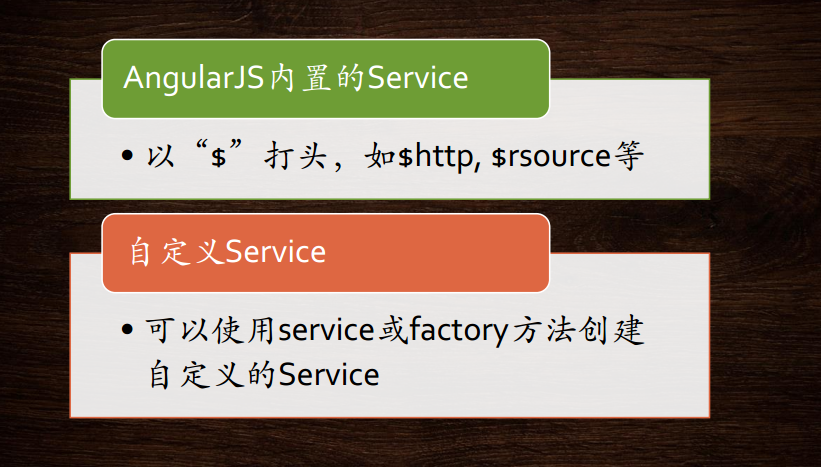 AngularJS内置的Service
• 以“$”打头，如$http, $rsource等
自定义Service
• 可以使用service或factory方法创建
自定义的Service